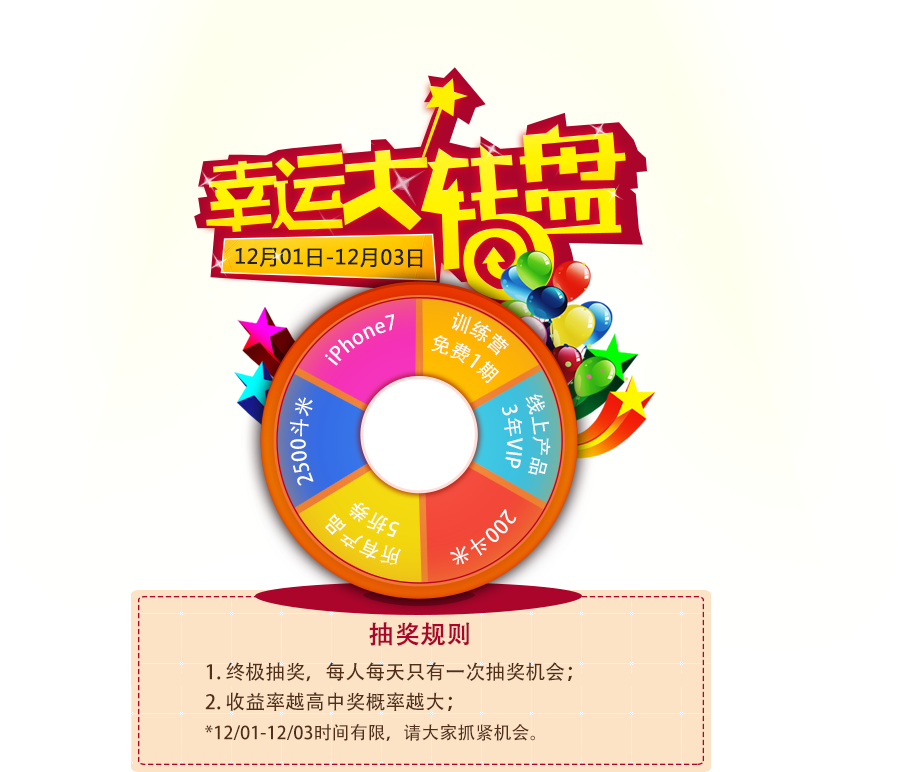 幸运大转盘
12月01日-12月03日
iPhone7
训练营
免费1期
线上产品
3年VIP
200斗米
所有产品
5折券
2500斗米
抽奖规则
1. 终极抽奖，每人每天只有一次抽奖机会；
2. 收益率越高中奖概率越大；
*12/01-12/03时间有限，请大家抓紧机会。